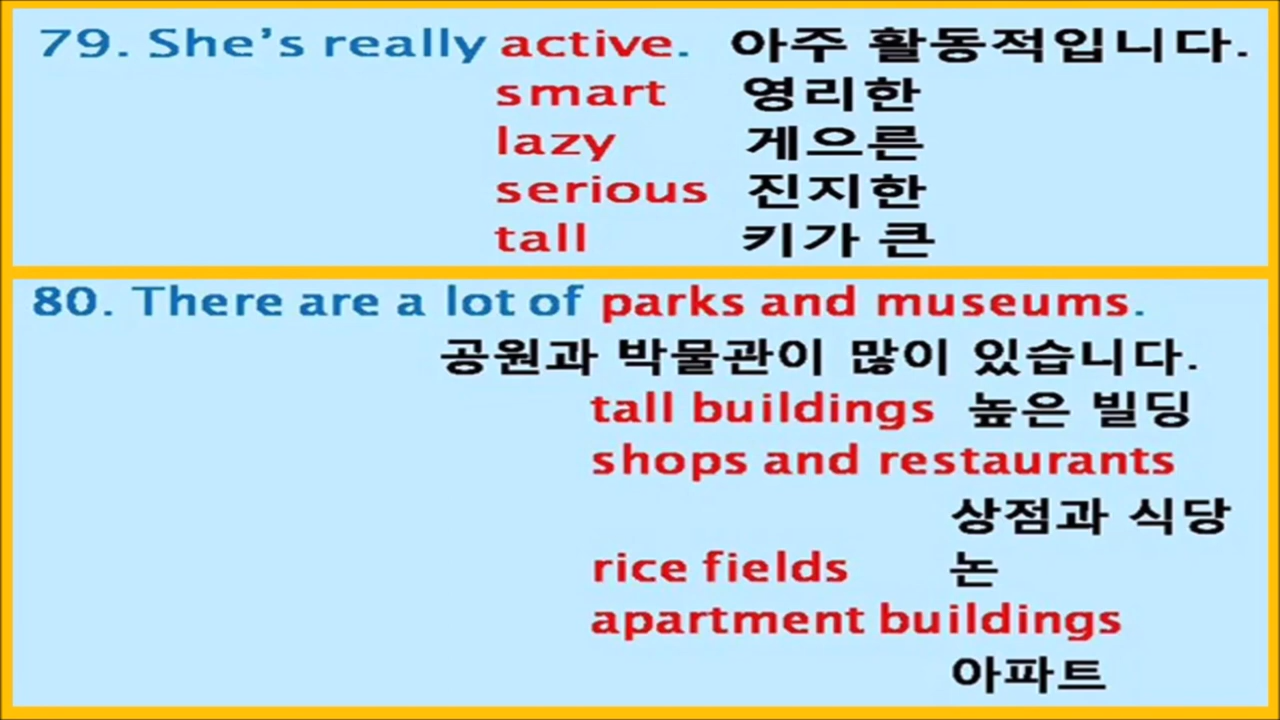 79. She's really active. 아주 활동적입니다.
smart 영리한
lazy 게으른
serious 진지한
tall 키가 큰
80. There are a lot of parks and museums.
공원과 박물관이 많이 있습니다.
tall buildings 높은 빌딩
shops and restaurants
상점과 식당
rice fields 논
apartment buildings
아파트